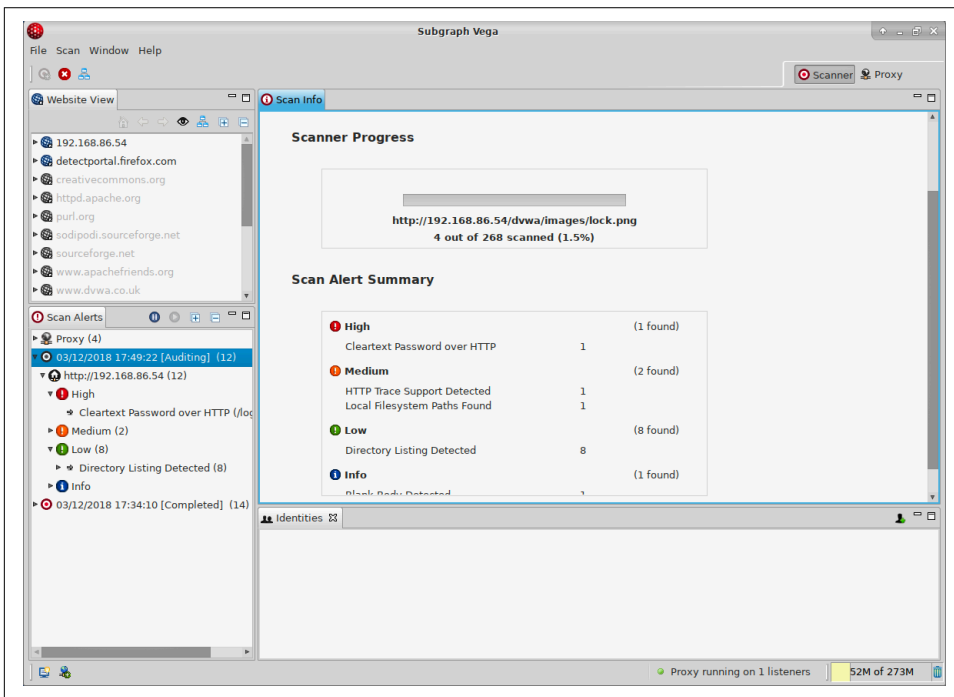 Subgraph Vega
File Scan Window Help
Scanner Proxy
Website View
192.168.86.54
detectportal.firefox.com
creativecommons.org
httpd.apache.org
purl.org
sodipodi.sourceforge.net
sourceforge.net
www.apachefriends.org
www.dvwa.co.uk
Scan Alerts
Proxy (4)
03/12/2018 17:49:22 [Auditing] (12)
http://192.168.86.54 (12)
High
Cleartext Password over HTTP (/log
Medium (2)
Low (8)
Directory Listing Detected (8)
Info
03/12/2018 17:34:10 [Completed] (14)
Scan Info
Scanner Progress
http://192.168.86.54/dvwa/images/lock.png
4 out of 268 scanned (1.5%)
Scan Alert Summary
High (1 found)
Cleartext Password over HTTP 1
Medium (2 found)
HTTP Trace Support Detected 1
Local Filesystem Paths Found 1
Low (8 found)
Directory Listing Detected 8
Info (1 found)
Blank Body Detected 1
Identities
Proxy running on 1 listeners
52M of 273M